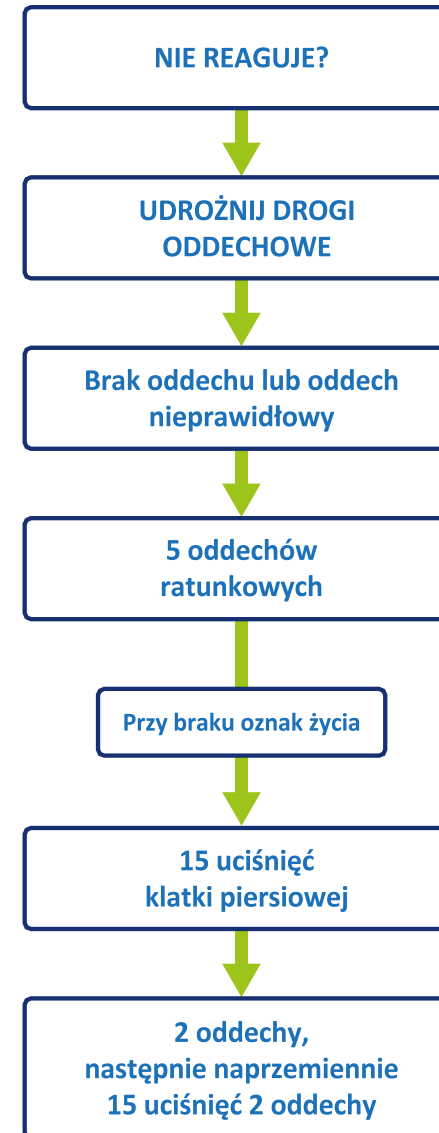 NIE REAGUJE?
UDROŻNIJ DROGI
ODDECHOWE
Brak oddechu lub oddech
nieprawidłowy
5 oddechów
ratunkowych
Przy braku oznak życia
15 uciśnięć
klatki piersiowej
2 oddechy,
następnie naprzemiennie
15 uciśnięć 2 oddechy